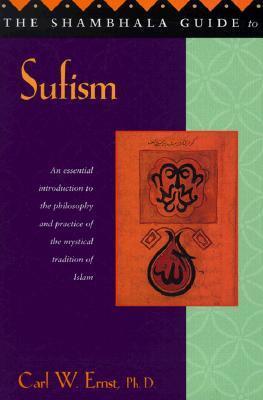 THE SHAMBHALA GUIDE to
Sufism
An essential
introduction to
the philosophy
and practice of
the mystical
tradition of
Islam
الله
Carl W. Ernst, Ph.D.